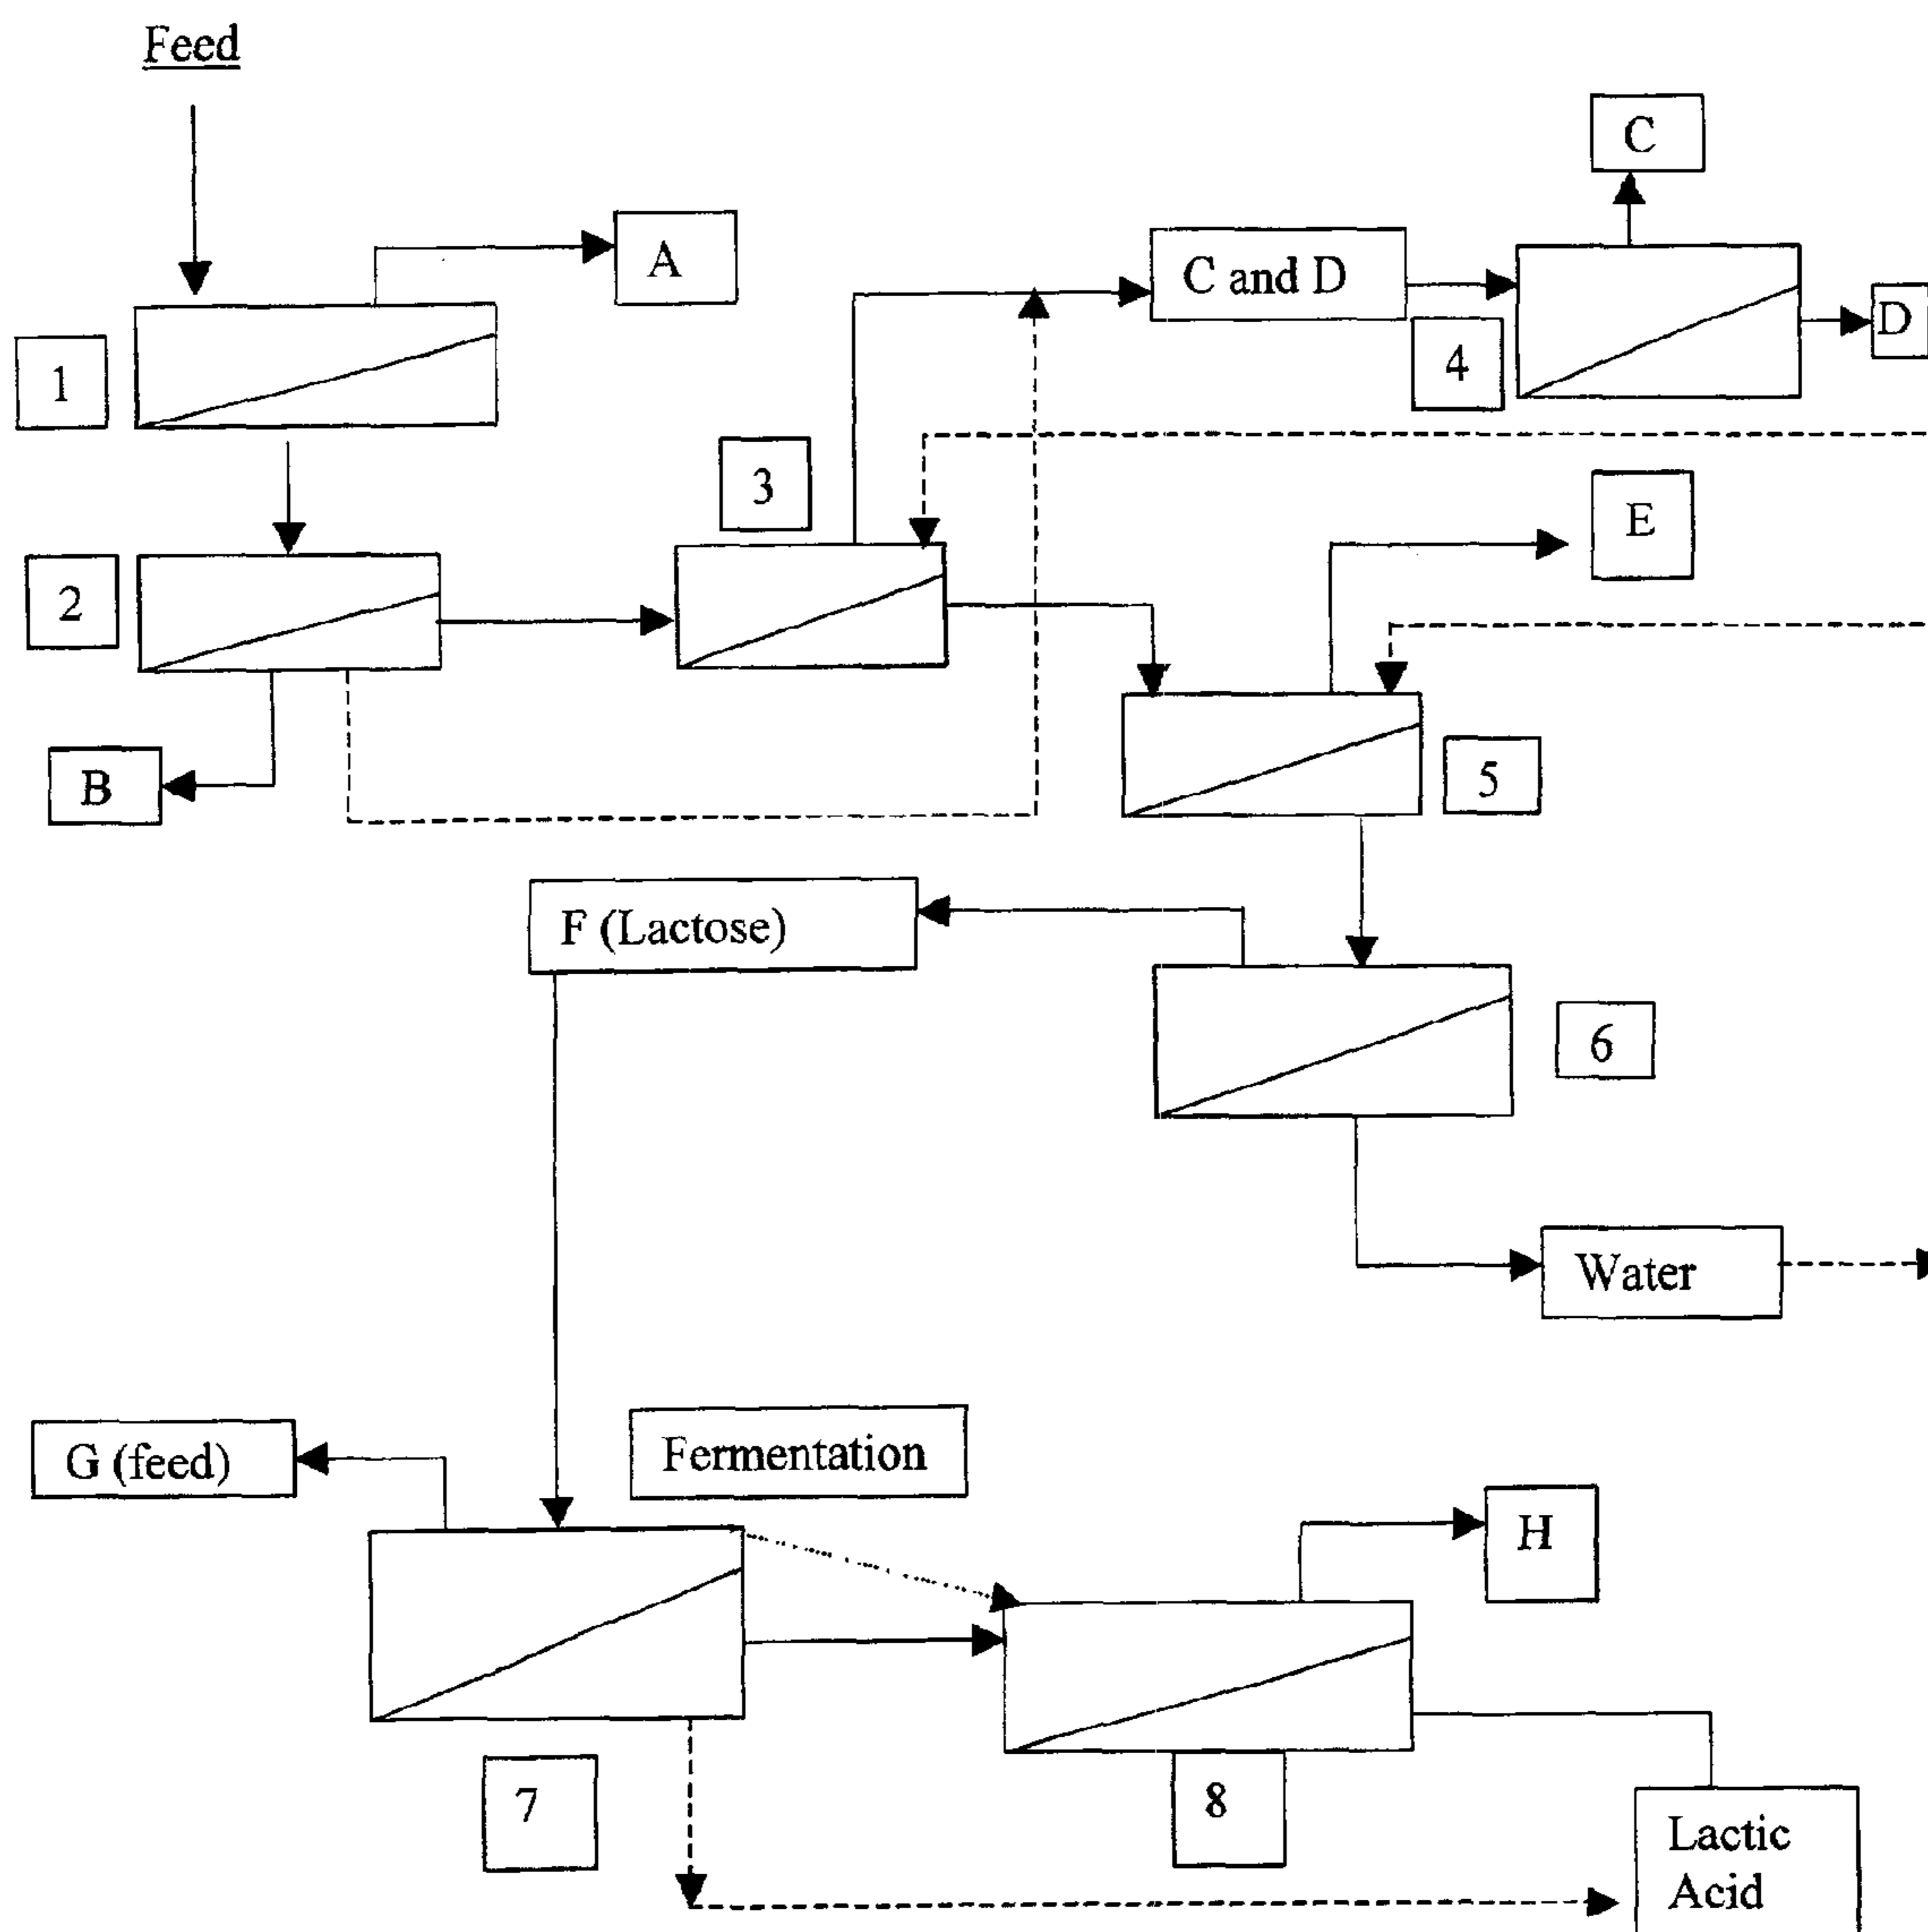 Feed
C
A
C and D
D
1
4
3
E
2
B
5
F (Lactose)
6
Water
G (feed)
Fermentation
H
7
8
Lactic
Acid